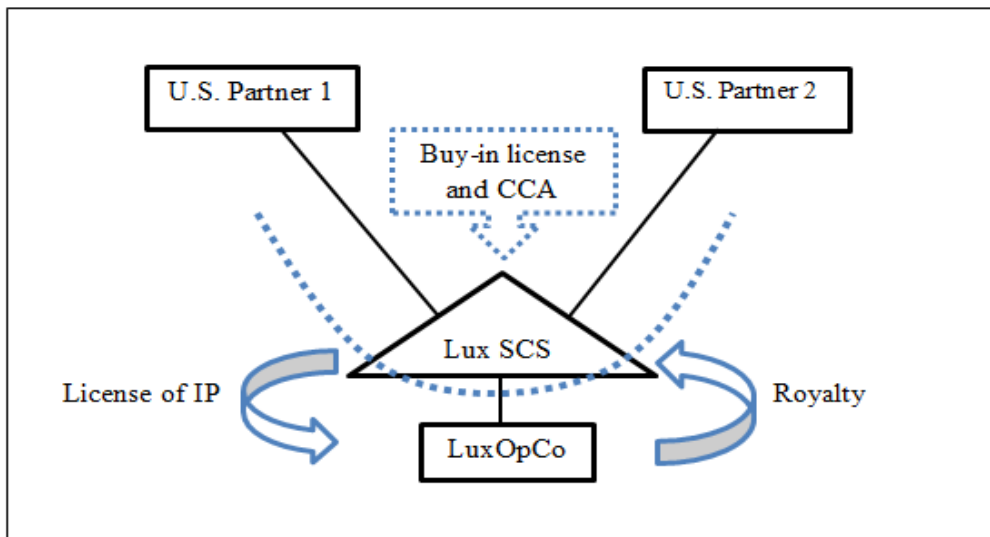 U.S. Partner 1
U.S. Partner 2
Buy-in license
and CCA
Lux SCS
License of IP
Royalty
LuxOpCo